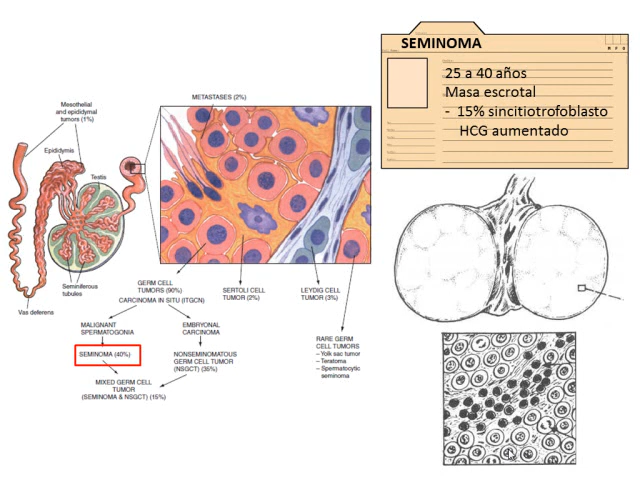 SEMINOMA
M F D
25 a 40 años
Masa escrotal
- 15% sincitiotrofoblasto
HCG aumentado
METASTASES (2%)
Mesothelial
and epididymal
tumors (1%)
Epididymis
Testis
Seminiferous
tubules
Vas deferens
GERM CELL
TUMORS (90%)
CARCINOMA IN SITU (ITGCN)
SERTOLI CELL
TUMOR (2%)
LEYDIG CELL
TUMOR (3%)
MALIGNANT
SPERMATOGONIA
EMBRYONAL
CARCINOMA
RARE GERM
CELL TUMORS
– Yolk sac tumor
– Teratoma
– Spermatocytic
seminoma
SEMINOMA (40%)
NONSEMINOMATOUS
GERM CELL TUMOR
(NSGCT) (35%)
MIXED GERM CELL
TUMOR
(SEMINOMA & NSGCT) (15%)